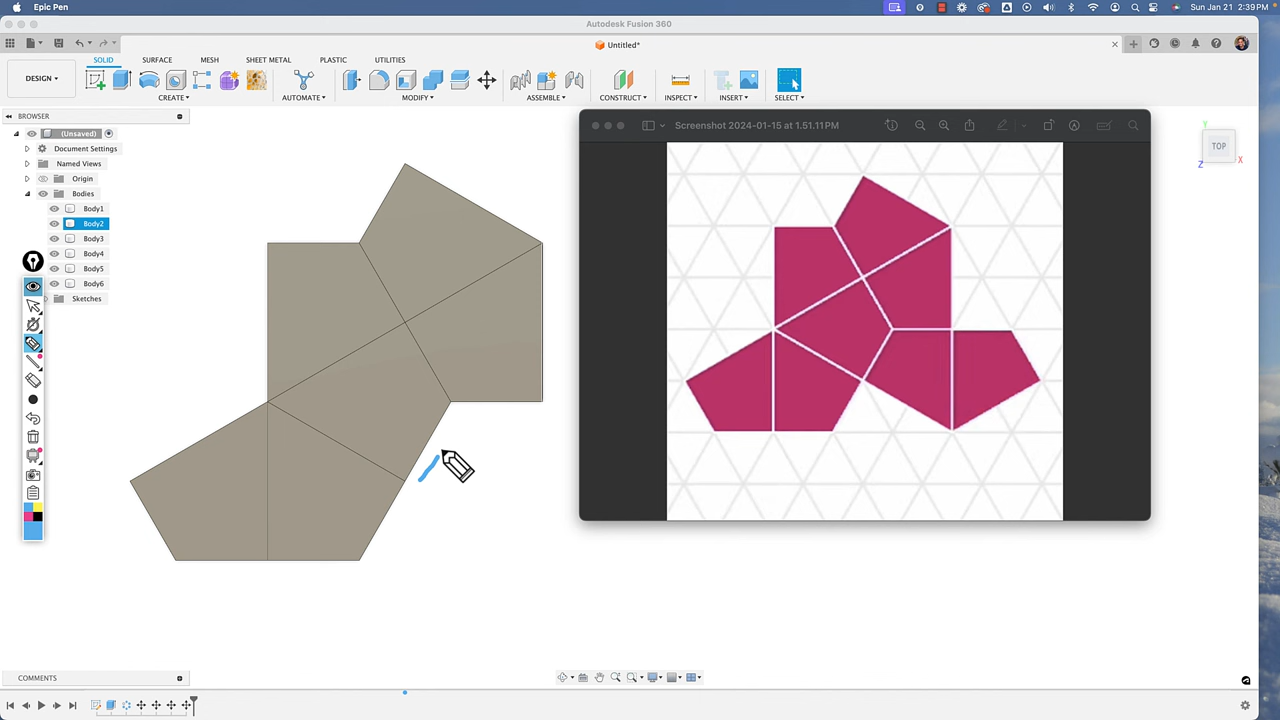 Epic Pen
Sun Jan 21 2:39 PM
Autodesk Fusion 360
Untitled*
SOLID SURFACE MESH SHEET METAL PLASTIC UTILITIES
DESIGN
CREATE AUTOMATE MODIFY ASSEMBLE CONSTRUCT INSPECT INSERT SELECT
BROWSER
(Unsaved)
Document Settings
Named Views
Origin
Bodies
Body1
Body2
Body3
Body4
Body5
Body6
Sketches
Screenshot 2024-01-15 at 1.51.11 PM
Y
TOP
X
Z
COMMENTS